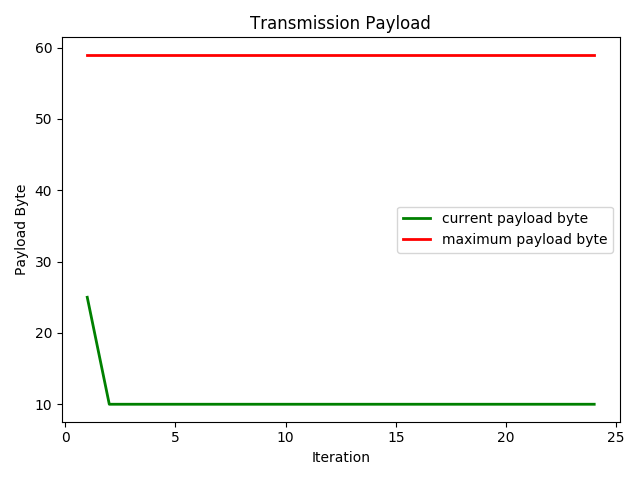 Transmission Payload
60
50
40
30
20
10
Payload Byte
current payload byte
maximum payload byte
0
5
10
15
20
25
Iteration